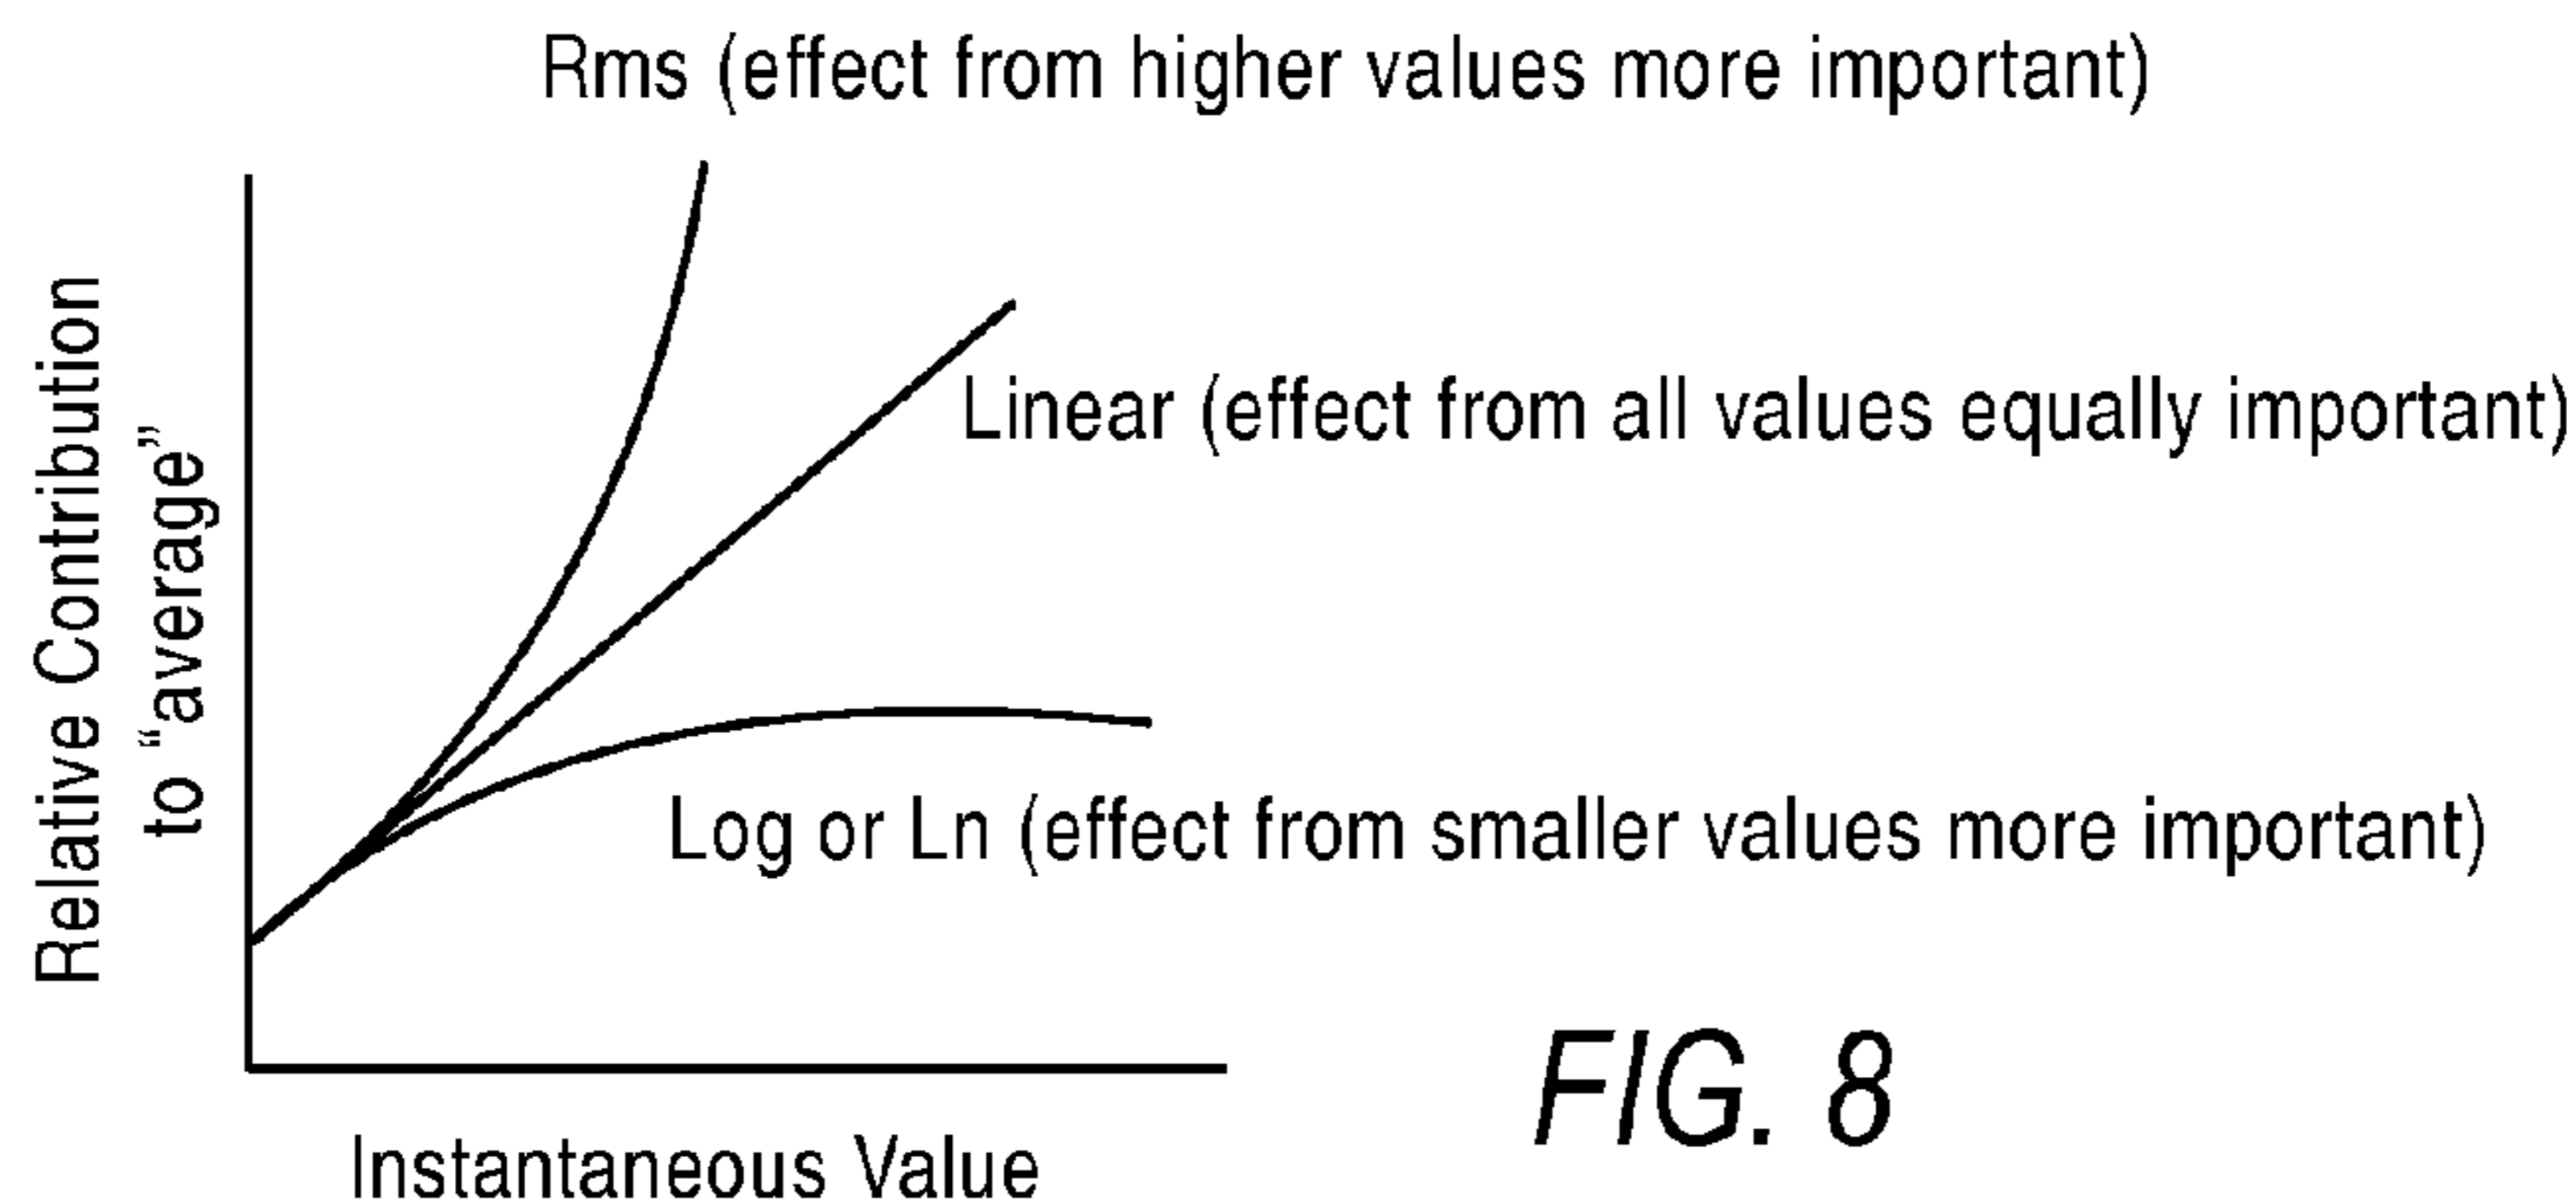 Rms (effect from higher values more important)
Linear (effect from all values equally important)
Log or Ln (effect from smaller values more important)
Relative Contribution
to “average”
Instantaneous Value
FIG. 8